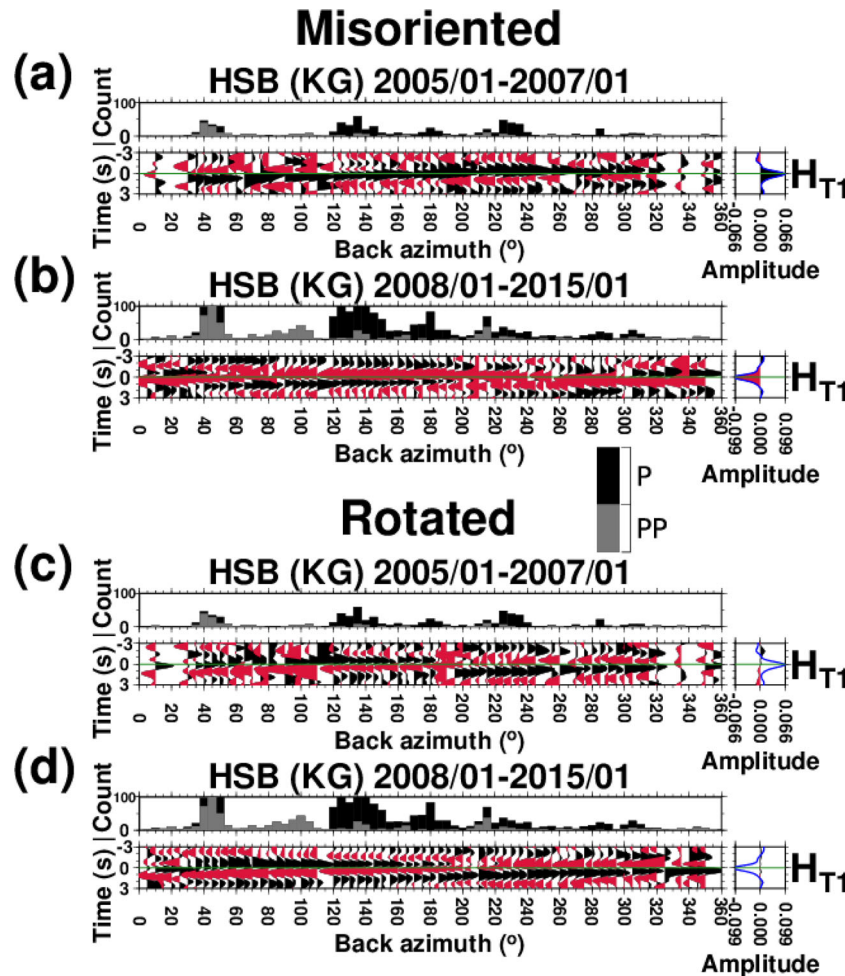 Misoriented
(a)
HSB (KG) 2005/01-2007/01
Time (s) | Count
100
0
-3
0
3
0 20 40 60 80 100 120 140 160 180 200 220 240 260 280 300 320 340 360
Back azimuth (º)
-0.066 0.000 0.066
Amplitude
HT1
(b)
HSB (KG) 2008/01-2015/01
Time (s) | Count
100
0
-3
0
3
0 20 40 60 80 100 120 140 160 180 200 220 240 260 280 300 320 340 360
Back azimuth (º)
-0.099 0.000 0.099
Amplitude
HT1
P
PP
Rotated
(c)
HSB (KG) 2005/01-2007/01
Time (s) | Count
100
0
-3
0
3
0 20 40 60 80 100 120 140 160 180 200 220 240 260 280 300 320 340 360
Back azimuth (º)
-0.066 0.000 0.066
Amplitude
HT1
(d)
HSB (KG) 2008/01-2015/01
Time (s) | Count
100
0
-3
0
3
0 20 40 60 80 100 120 140 160 180 200 220 240 260 280 300 320 340 360
Back azimuth (º)
-0.099 0.000 0.099
Amplitude
HT1